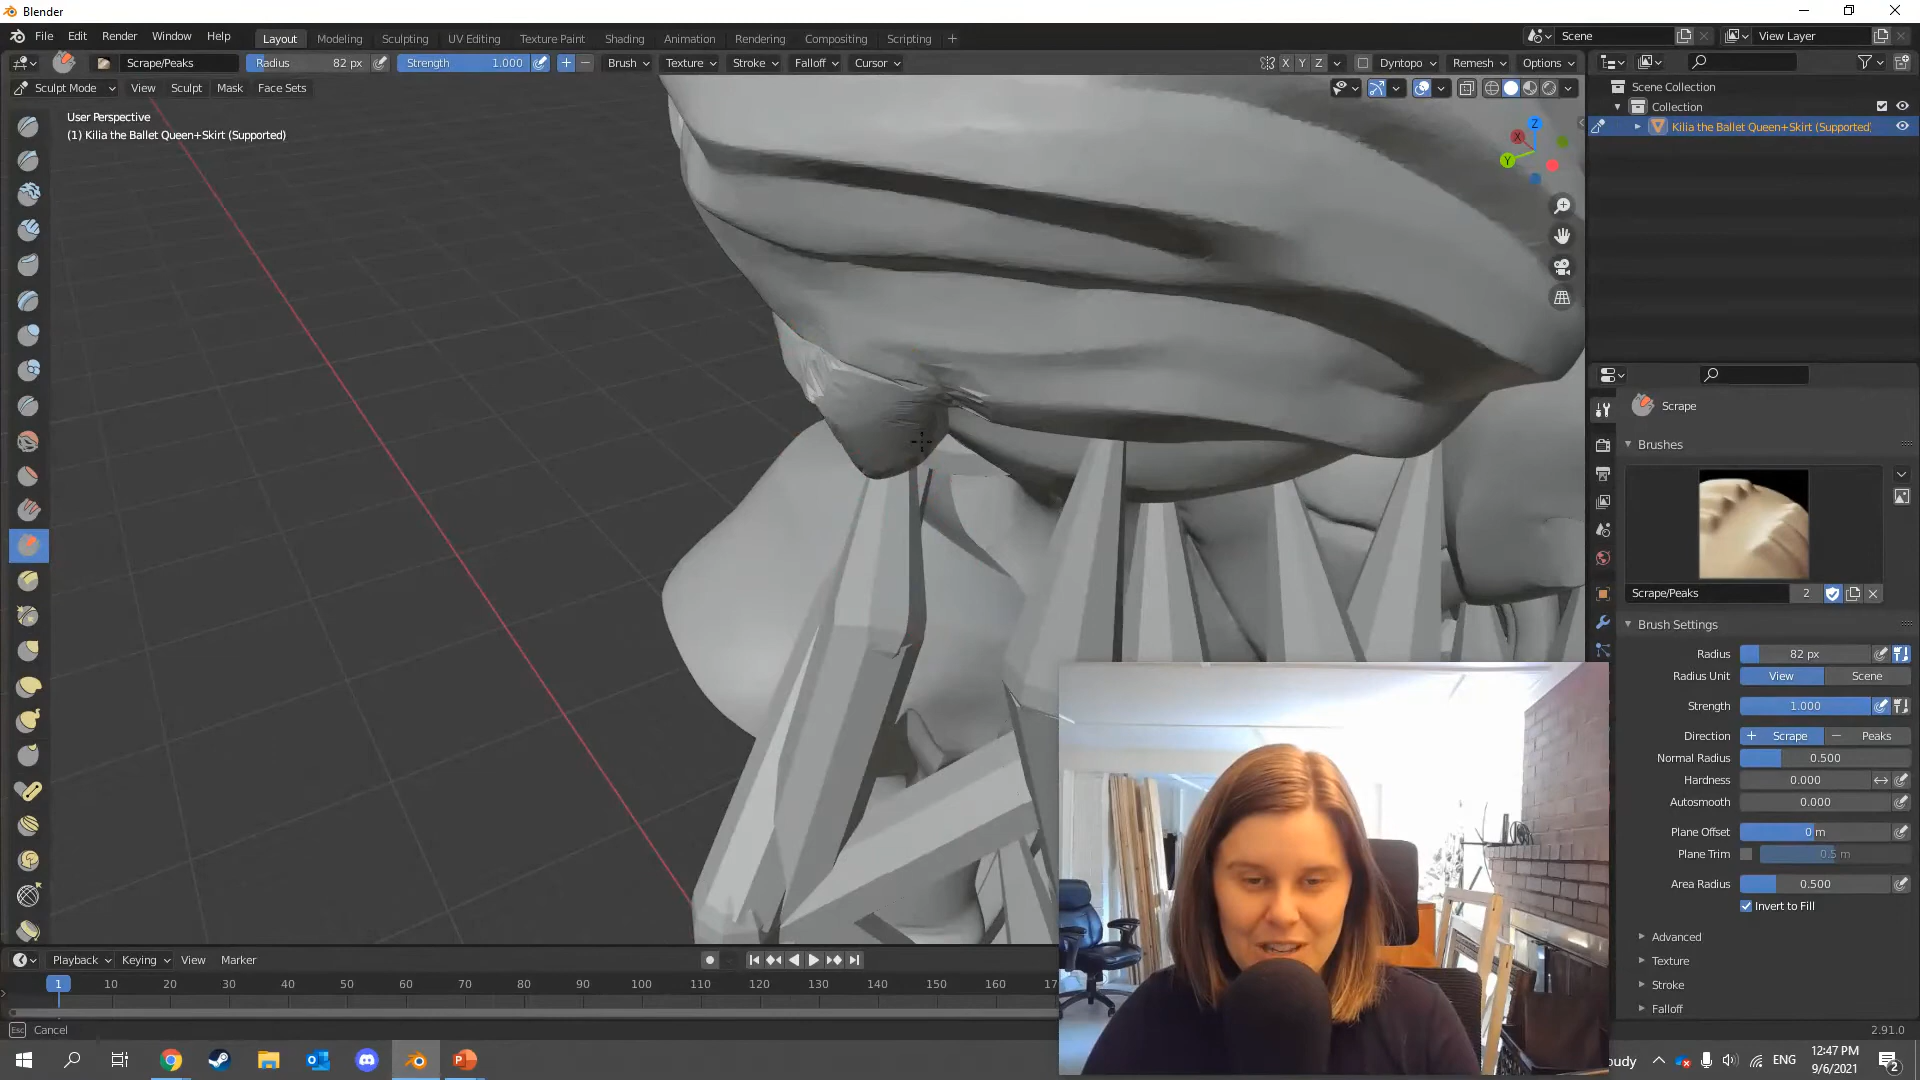 Blender
File Edit Render Window Help
Layout Modeling Sculpting UV Editing Texture Paint Shading Animation Rendering Compositing Scripting
Scene View Layer
Scrape/Peaks Radius 82 px Strength 1.000 Brush Texture Stroke Falloff Cursor X Y Z Dyntopo Remesh Options
Sculpt Mode View Sculpt Mask Face Sets
User Perspective
(1) Kilia the Ballet Queen+Skirt (Supported)
Scene Collection
Collection
Kilia the Ballet Queen+Skirt (Supported)
Z
X
Y
Scrape
Brushes
Scrape/Peaks 2
Brush Settings
Radius 82 px
Radius Unit View Scene
Strength 1.000
Direction + Scrape − Peaks
Normal Radius 0.500
Hardness 0.000
Autosmooth 0.000
Plane Offset 0 m
Plane Trim 0.5 m
Area Radius 0.500
Invert to Fill
Advanced
Texture
Stroke
Falloff
Playback Keying View Marker
1 10 20 30 40 50 60 70 80 90 100 110 120 130 140 150 160
Esc Cancel
2.91.0
oudy ENG
12:47 PM
9/6/2021
2